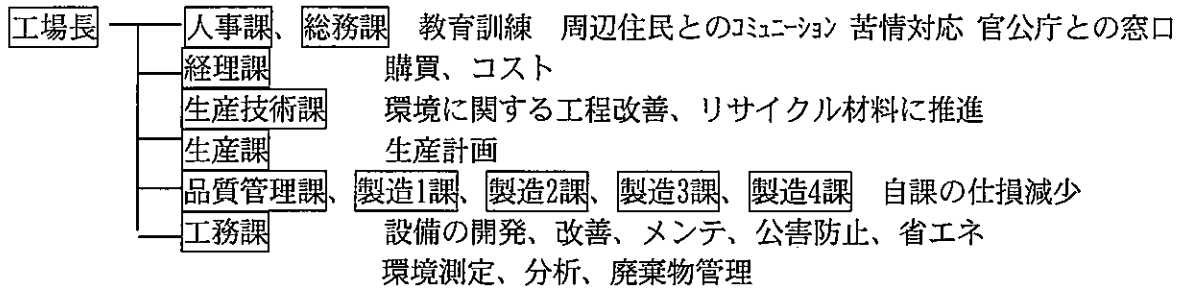 工場長 人事課、総務課 教育訓練 周辺住民とのｺﾐｭﾆｰｼｮﾝ 苦情対応 官公庁との窓口
経理課 購買、コスト
生産技術課 環境に関する工程改善、リサイクル材料に推進
生産課 生産計画
品質管理課、製造1課、製造2課、製造3課、製造4課 自課の仕損減少
工務課 設備の開発、改善、メンテ、公害防止、省エネ
環境測定、分析、廃棄物管理